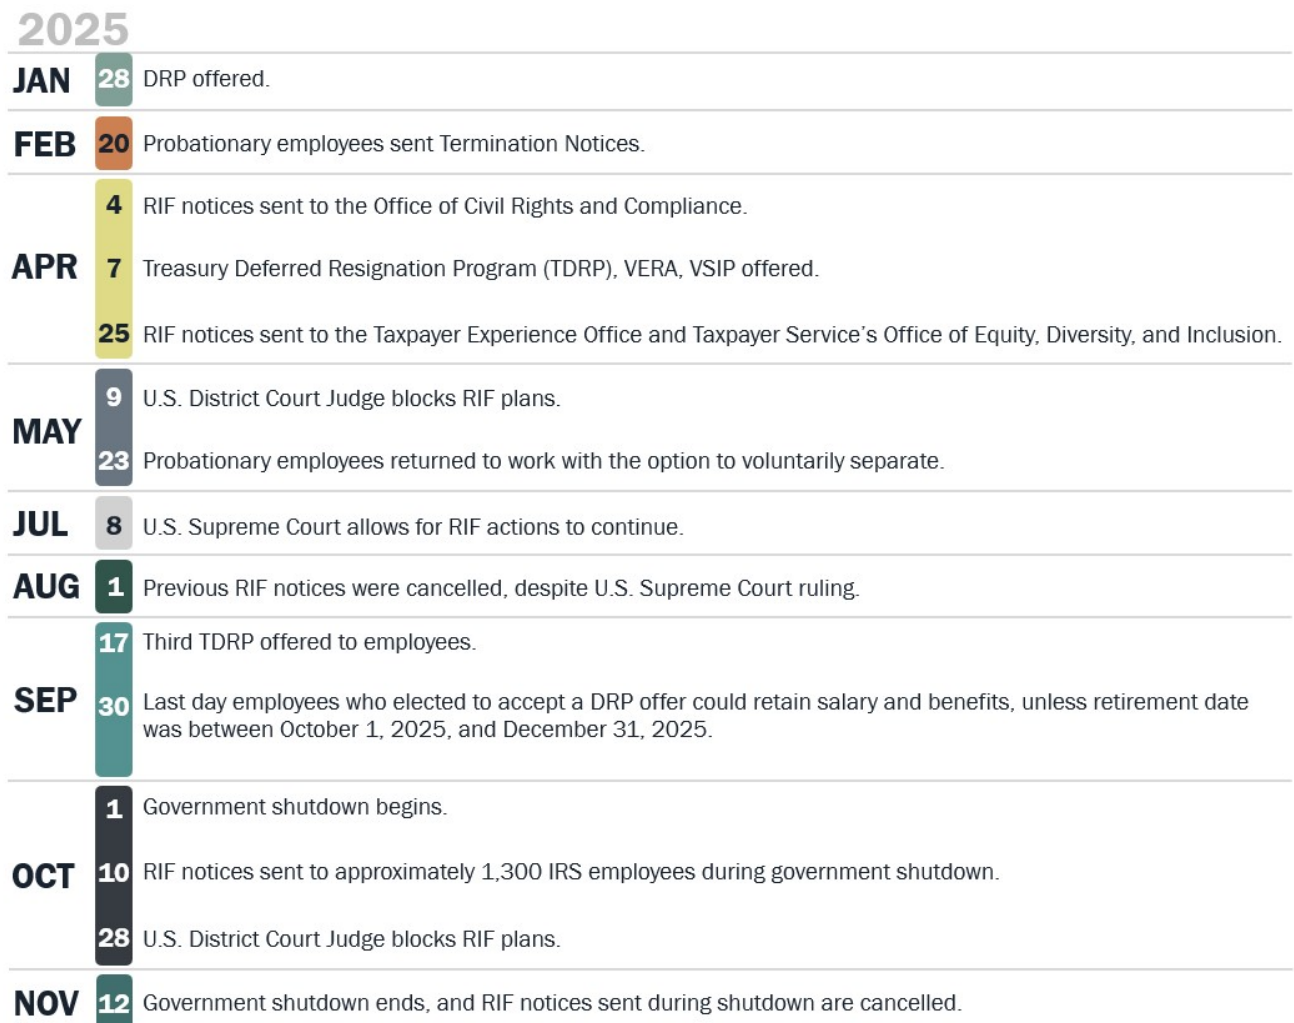 2025
JAN 28 DRP offered.
FEB 20 Probationary employees sent Termination Notices.
APR
4 RIF notices sent to the Office of Civil Rights and Compliance.
7 Treasury Deferred Resignation Program (TDRP), VERA, VSIP offered.
25 RIF notices sent to the Taxpayer Experience Office and Taxpayer Service's Office of Equity, Diversity, and Inclusion.
MAY
9 U.S. District Court Judge blocks RIF plans.
23 Probationary employees returned to work with the option to voluntarily separate.
JUL 8 U.S. Supreme Court allows for RIF actions to continue.
AUG 1 Previous RIF notices were cancelled, despite U.S. Supreme Court ruling.
SEP
17 Third TDRP offered to employees.
30 Last day employees who elected to accept a DRP offer could retain salary and benefits, unless retirement date
was between October 1, 2025, and December 31, 2025.
OCT
1 Government shutdown begins.
10 RIF notices sent to approximately 1,300 IRS employees during government shutdown.
28 U.S. District Court Judge blocks RIF plans.
NOV 12 Government shutdown ends, and RIF notices sent during shutdown are cancelled.